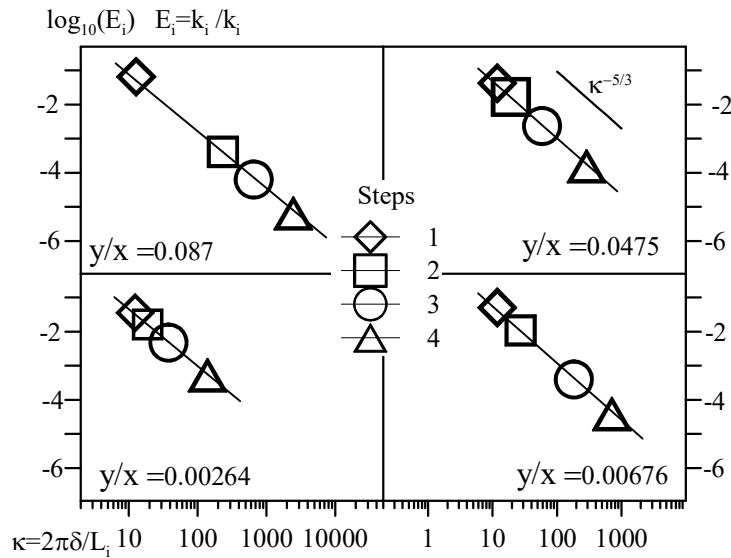 log₁₀(Eᵢ) Eᵢ=kᵢ /kᵢ
-2
-4
-6
y/x =0.087
κ⁻⁵/³
-2
-4
-6
y/x =0.0475
Steps
1
2
3
4
-2
-4
-6
y/x =0.00264
-2
-4
-6
y/x =0.00676
κ=2πδ/Lᵢ 10 100 1000 10000 1 10 100 1000